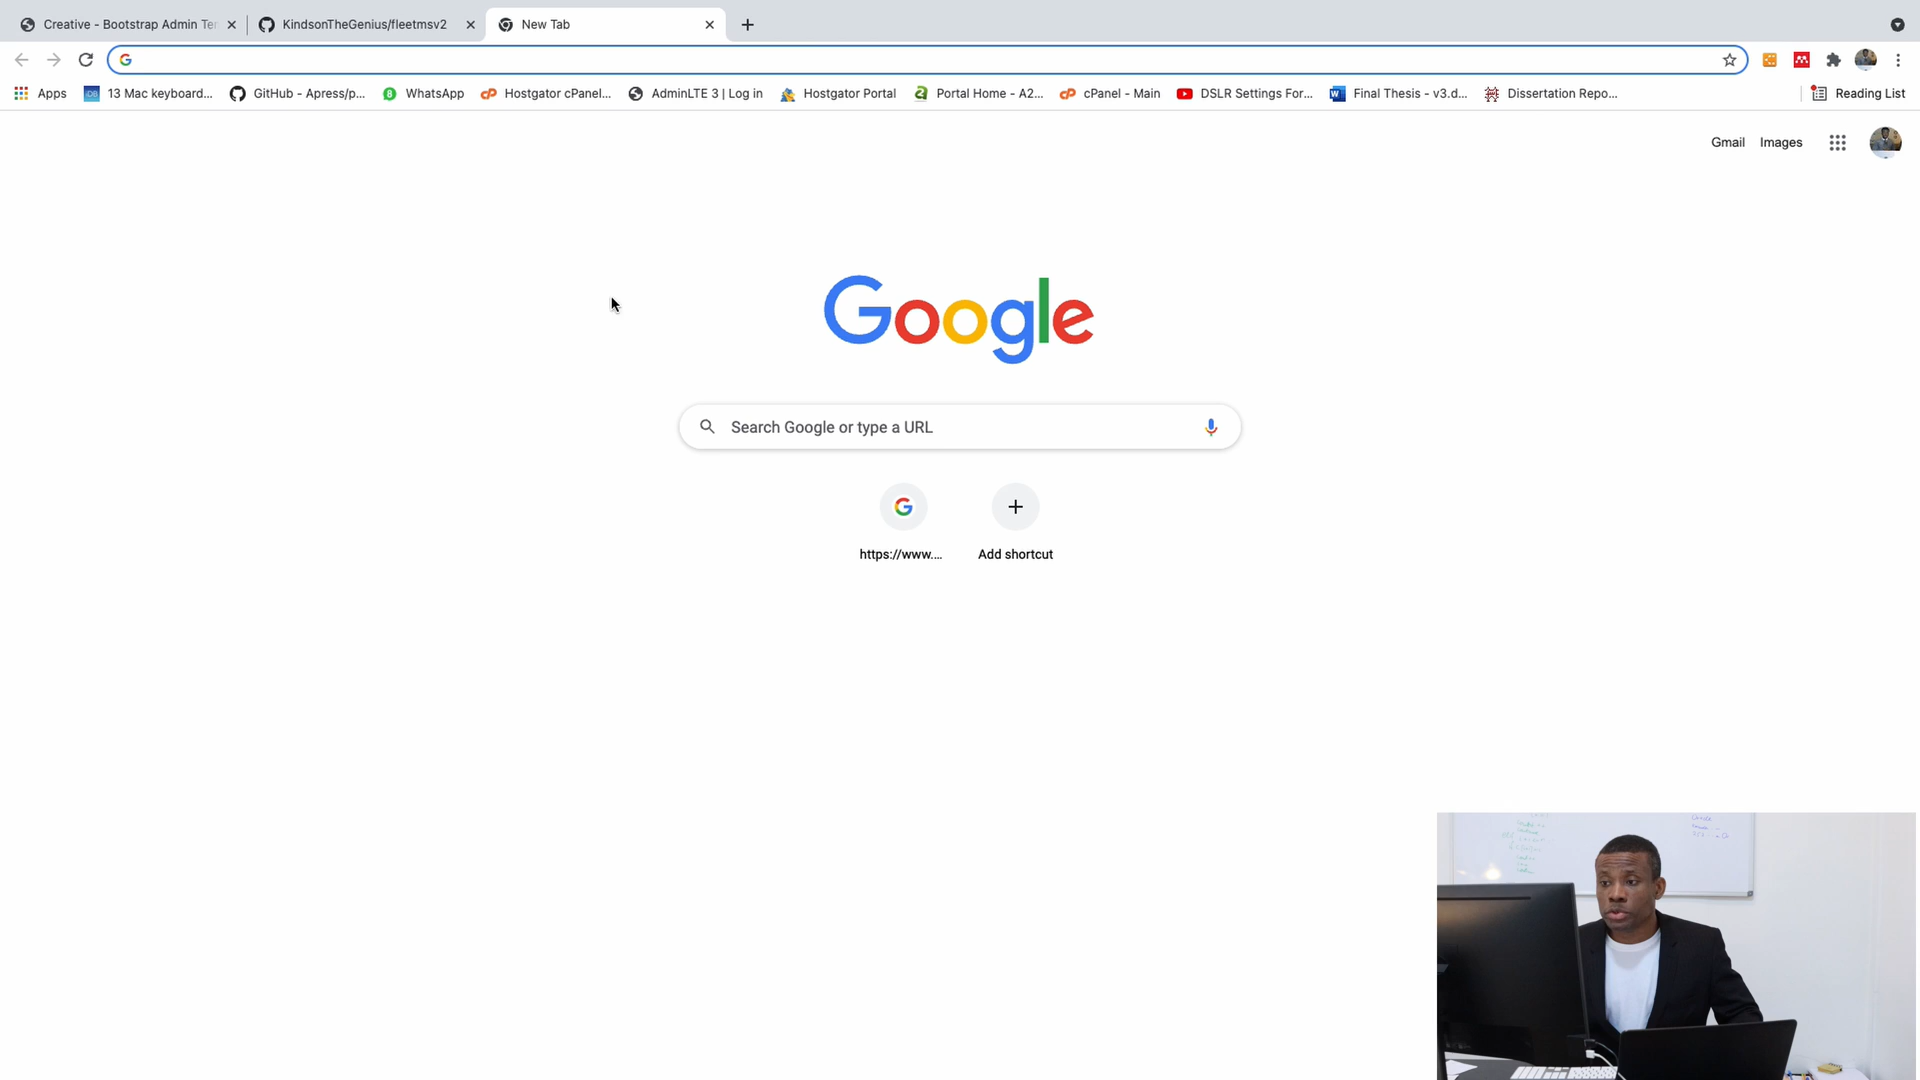 Creative - Bootstrap Admin Te
KindsonTheGenius/fleetmsv2
New Tab
Apps
13 Mac keyboard...
GitHub - Apress/p...
WhatsApp
Hostgator cPanel...
AdminLTE 3 | Log in
Hostgator Portal
Portal Home - A2...
cPanel - Main
DSLR Settings For...
Final Thesis - v3.d...
Dissertation Repo...
Reading List
Gmail
Images
Google
Search Google or type a URL
https://www....
Add shortcut